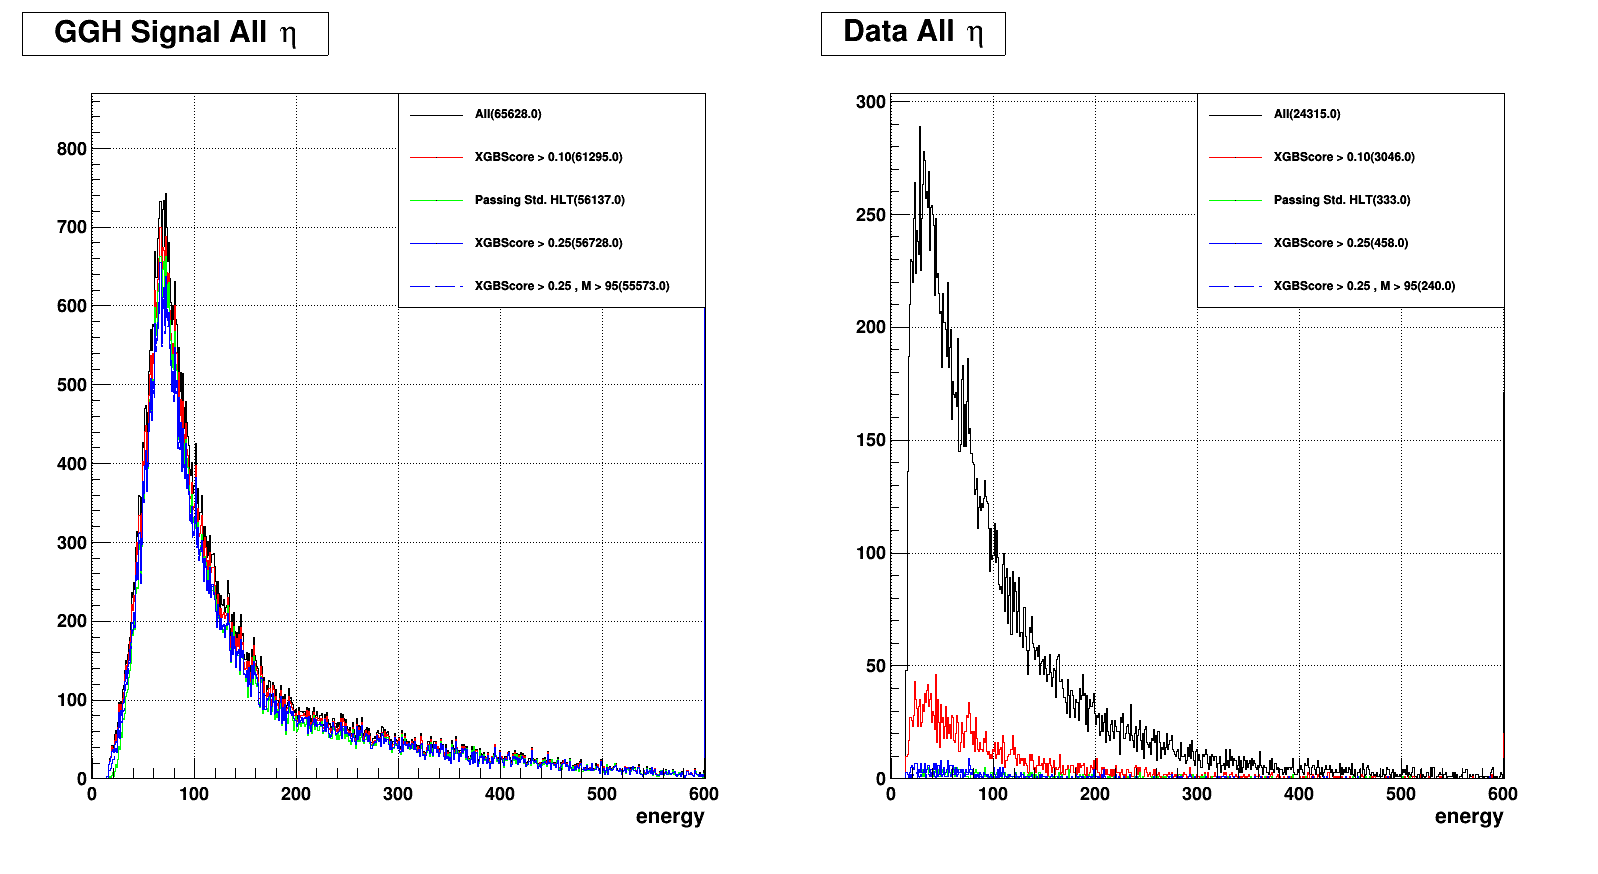 GGH Signal All η
All(65628.0)
XGBScore > 0.10(61295.0)
Passing Std. HLT(56137.0)
XGBScore > 0.25(56728.0)
XGBScore > 0.25 , M > 95(55573.0)
800
700
600
500
400
300
200
100
0
0 100 200 300 400 500 600
energy
Data All η
All(24315.0)
XGBScore > 0.10(3046.0)
Passing Std. HLT(333.0)
XGBScore > 0.25(458.0)
XGBScore > 0.25 , M > 95(240.0)
300
250
200
150
100
50
0
0 100 200 300 400 500 600
energy